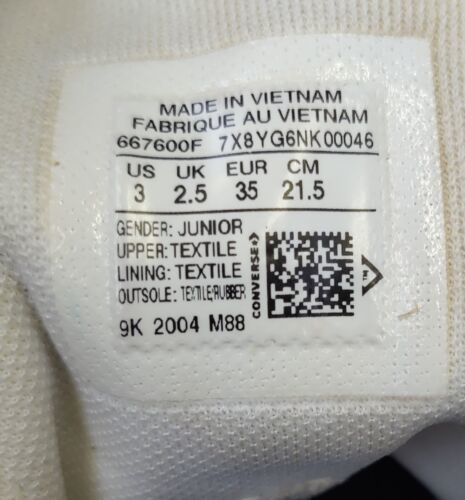 MADE IN VIETNAM
FABRIQUE AU VIETNAM
667600F 7X8YG6NK00046
US UK EUR CM
3 2.5 35 21.5
GENDER: JUNIOR
UPPER: TEXTILE
LINING: TEXTILE
OUTSOLE: TEXTILE/RUBBER
CONVERSE
9K 2004 M88